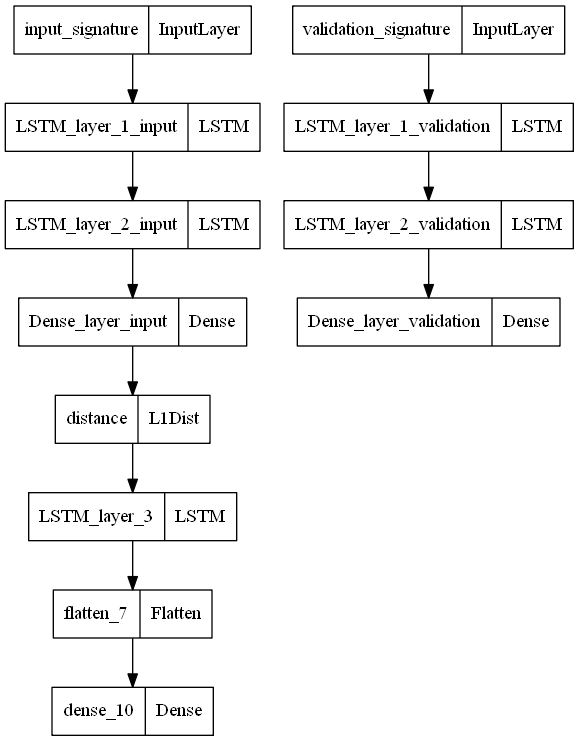 input_signature InputLayer
LSTM_layer_1_input LSTM
LSTM_layer_2_input LSTM
Dense_layer_input Dense
distance L1Dist
LSTM_layer_3 LSTM
flatten_7 Flatten
dense_10 Dense
validation_signature InputLayer
LSTM_layer_1_validation LSTM
LSTM_layer_2_validation LSTM
Dense_layer_validation Dense